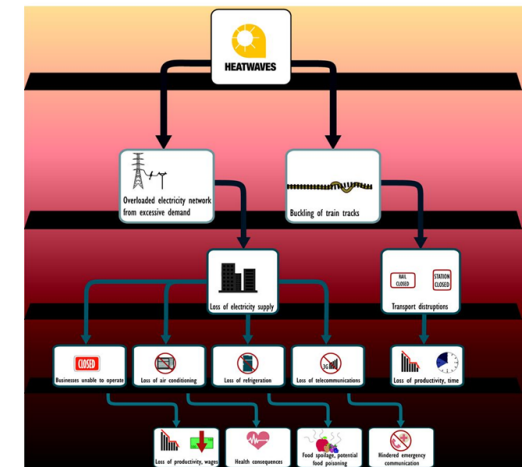 HEATWAVES
Overloaded electricity network
from excessive demand
Buckling of train tracks
Loss of electricity supply
RAIL
CLOSED
STATION
CLOSED
Transport distruptions
CLOSED
Businesses unable to operate
Loss of air conditioning
Loss of refrigeration
3G
Loss of telecommunications
Loss of productivity, time
Loss of productivity, wages
Health consequences
Food spoilage, potential
food poisoning
Hindered emergency
communication